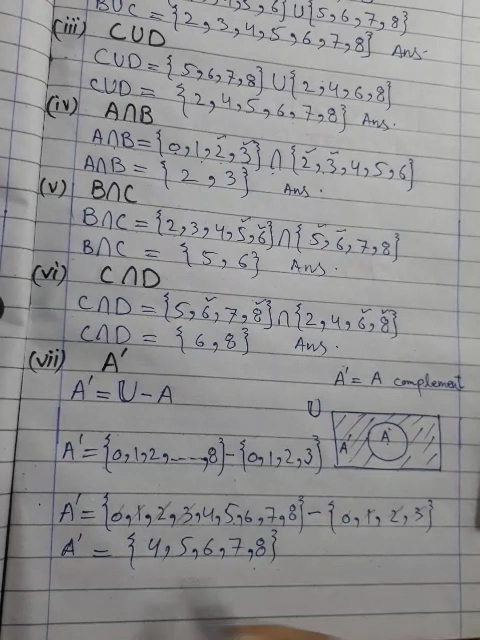 4,5,6}∪{5,6,7,8}
B∪C = {2,3,4,5,6,7,8} Ans.
(iii) C∪D
C∪D = {5,6,7,8} ∪ {2,4,6,8}
C∪D = {2,4,5,6,7,8} Ans.
(iv) A∩B
A∩B = {0,1,2,3} ∩ {2,3,4,5,6}
A∩B = {2,3} Ans.
(v) B∩C
B∩C = {2,3,4,5,6} ∩ {5,6,7,8}
B∩C = {5,6} Ans.
(vi) C∩D
C∩D = {5,6,7,8} ∩ {2,4,6,8}
C∩D = {6,8} Ans.
(vii) A'
A' = A complement
A' = U - A
U
A' A
A' = {0,1,2,.....,8} - {0,1,2,3}
A' = {0,1,2,3,4,5,6,7,8} - {0,1,2,3}
A' = {4,5,6,7,8}